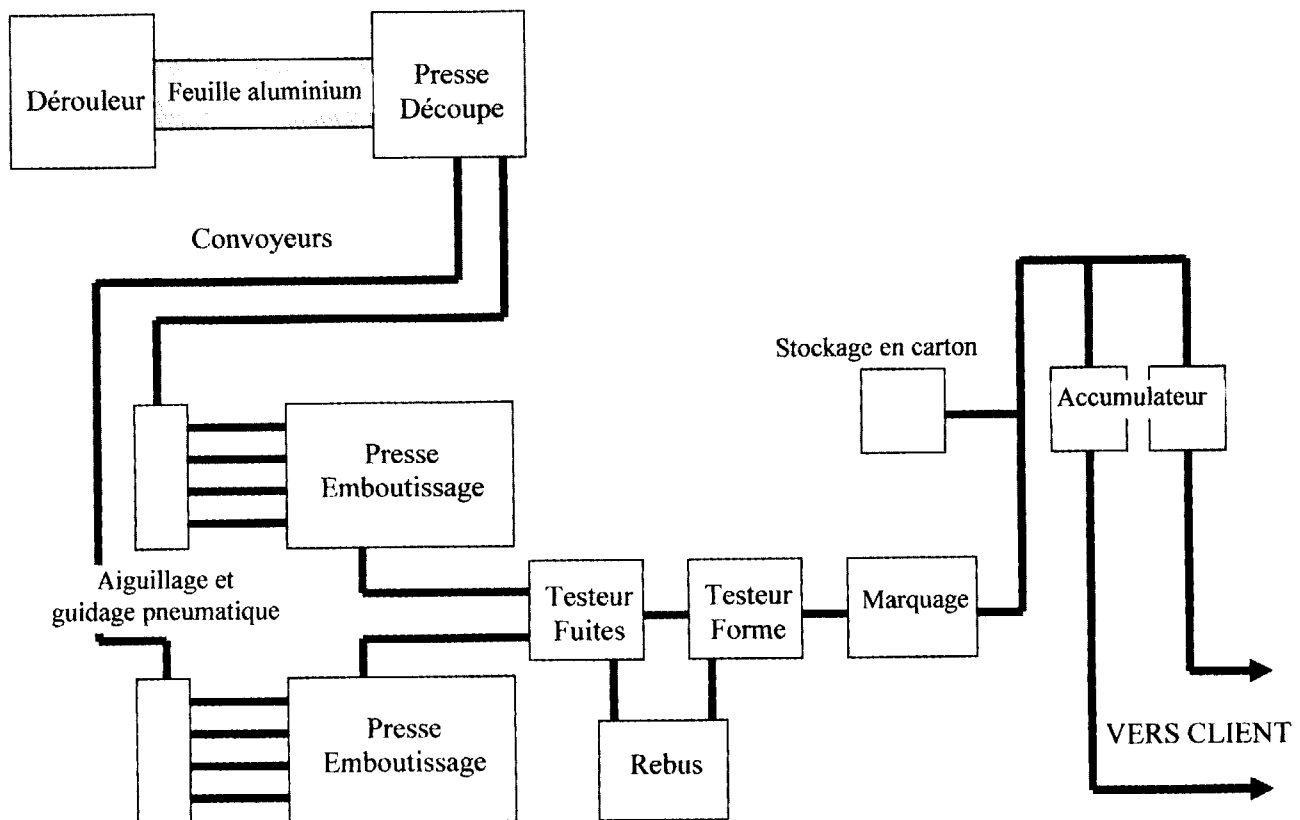 Dérouleur
Feuille aluminium
Presse
Découpe
Convoyeurs
Stockage en carton
Accumulateur
Presse
Emboutissage
Aiguillage et
guidage pneumatique
Testeur
Fuites
Testeur
Forme
Marquage
Presse
Emboutissage
Rebus
VERS CLIENT